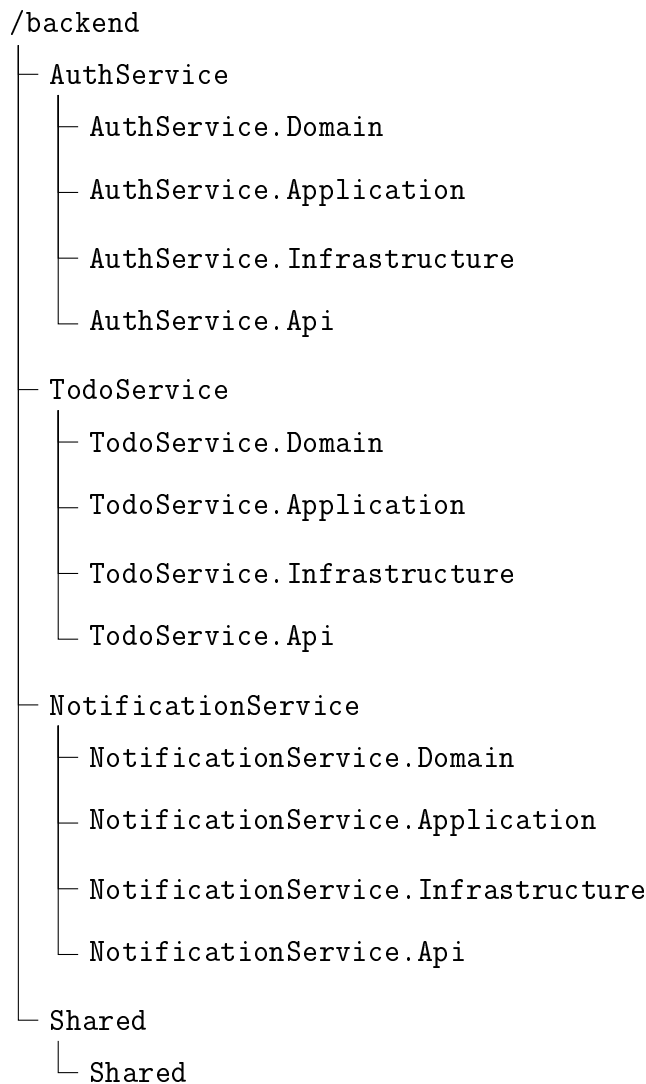 /backend
AuthService
AuthService.Domain
AuthService.Application
AuthService.Infrastructure
AuthService.Api
TodoService
TodoService.Domain
TodoService.Application
TodoService.Infrastructure
TodoService.Api
NotificationService
NotificationService.Domain
NotificationService.Application
NotificationService.Infrastructure
NotificationService.Api
Shared
Shared